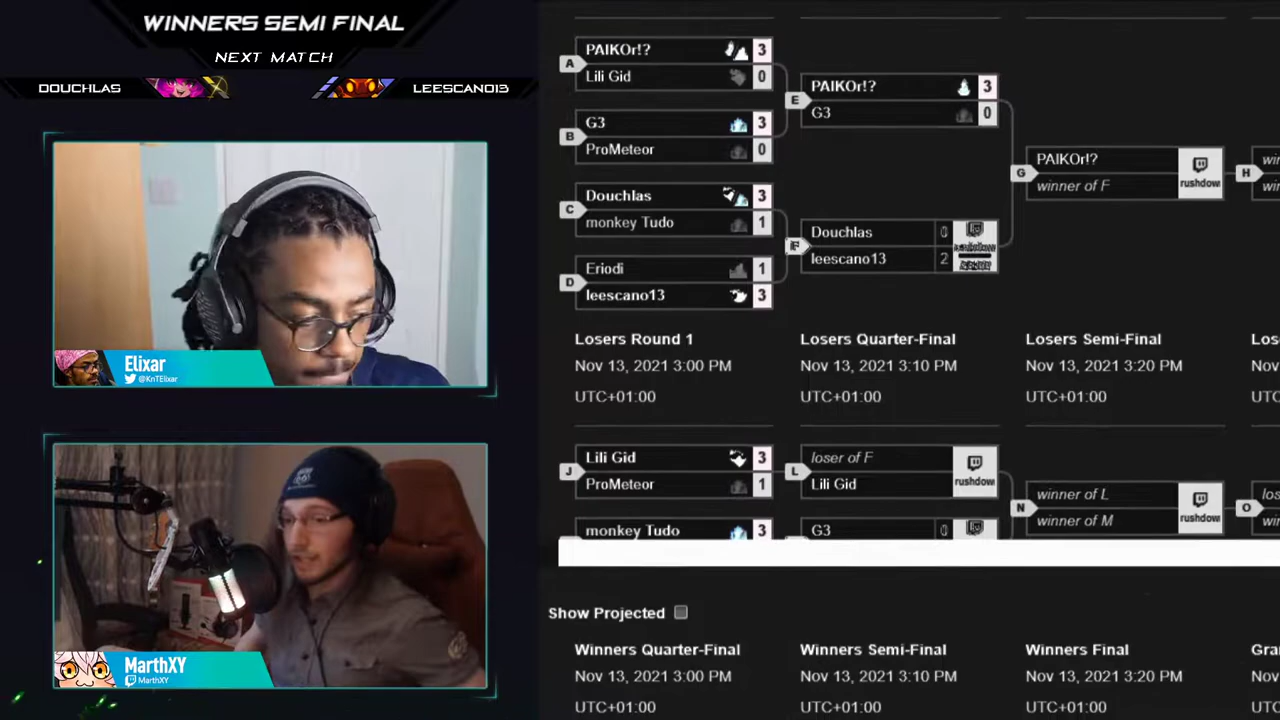 WINNERS SEMI FINAL
NEXT MATCH
DOUCHLAS
LEESCANO13
Elixar
@KnTElixar
MarthXY
MarthXY
A
PAIKOr!? 3
Lili Gid 0
B
G3 3
ProMeteor 0
C
Douchlas 3
monkey Tudo 1
D
Eriodi 1
leescano13 3
E
PAIKOr!? 3
G3 0
F
Douchlas 0
leescano13 2
G
PAIKOr!?
winner of F
rushdow
H
Losers Round 1
Nov 13, 2021 3:00 PM
UTC+01:00
Losers Quarter-Final
Nov 13, 2021 3:10 PM
UTC+01:00
Losers Semi-Final
Nov 13, 2021 3:20 PM
UTC+01:00
J
Lili Gid 3
ProMeteor 1
monkey Tudo 3
L
loser of F
Lili Gid
rushdow
G3 0
N
winner of L
winner of M
rushdow
O
Show Projected
Winners Quarter-Final
Nov 13, 2021 3:00 PM
UTC+01:00
Winners Semi-Final
Nov 13, 2021 3:10 PM
UTC+01:00
Winners Final
Nov 13, 2021 3:20 PM
UTC+01:00